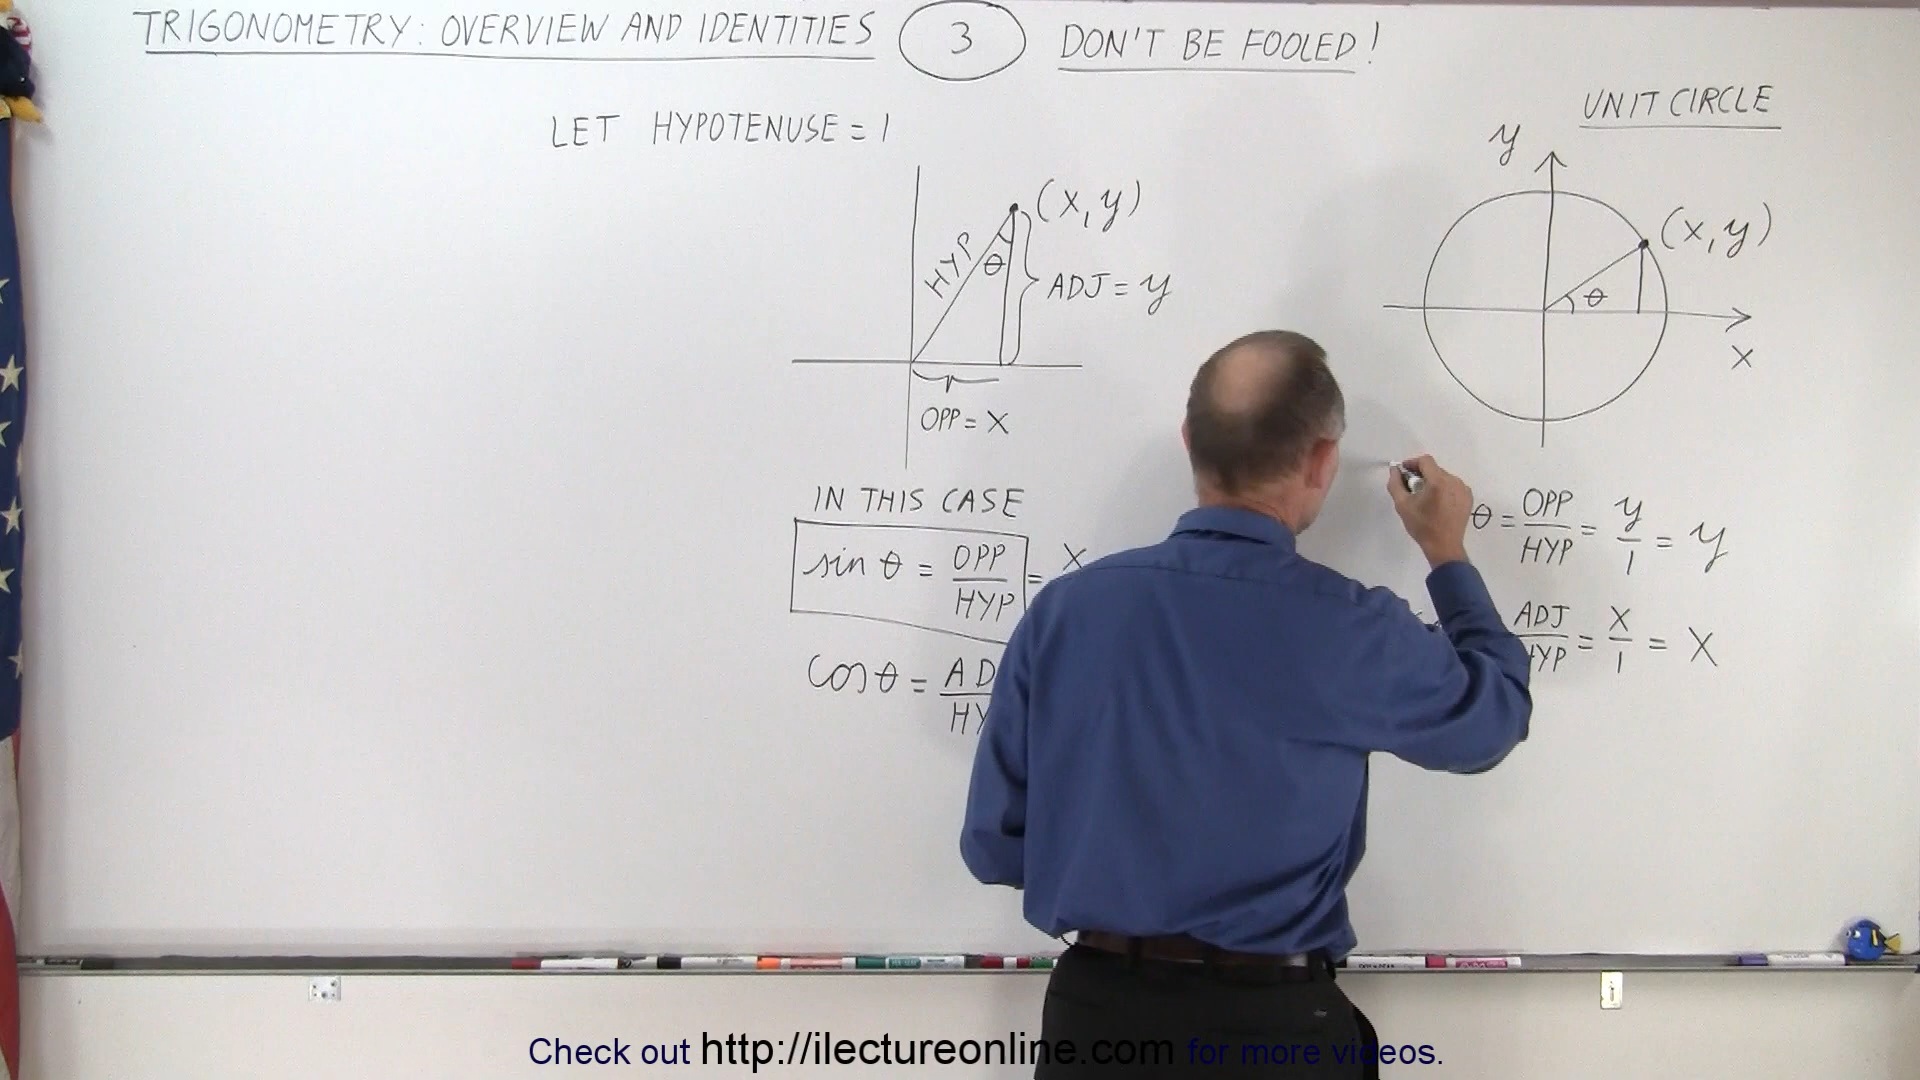 TRIGONOMETRY: OVERVIEW AND IDENTITIES 3 DON'T BE FOOLED!
LET HYPOTENUSE = 1
HYP
θ
(x, y)
ADJ = y
OPP = X
IN THIS CASE
sin θ = OPP/HYP = X
cos θ = AD
HY
UNIT CIRCLE
y
(x, y)
θ
X
θ = OPP/HYP = y/1 = y
ADJ/HYP = X/1 = X
Check out http://ilectureonline.com for more videos.